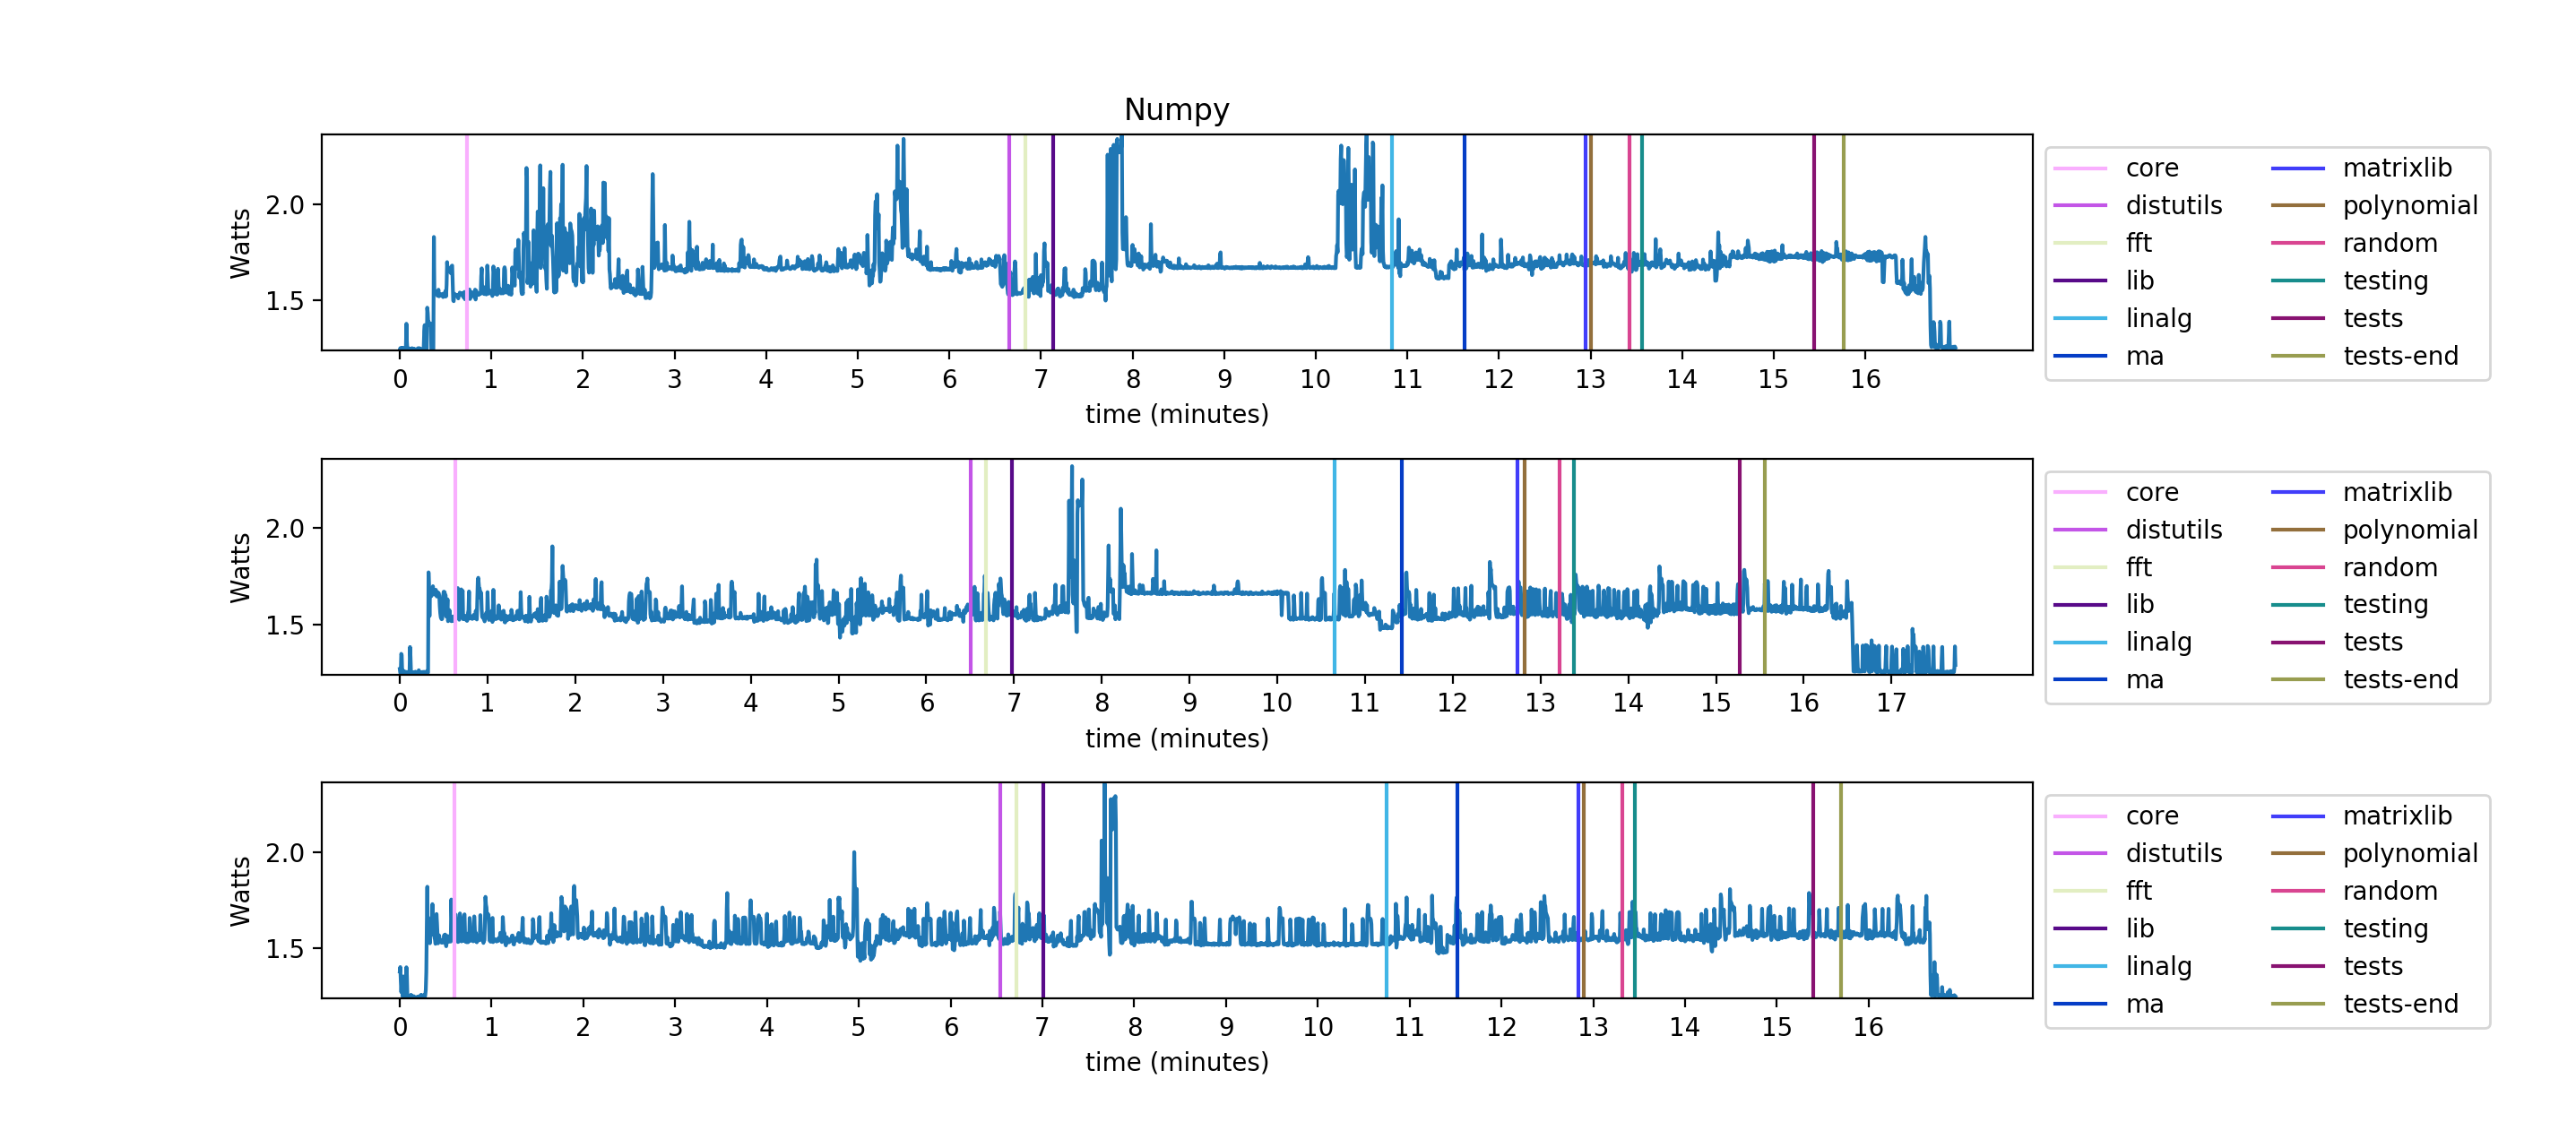 Numpy
Watts
2.0
1.5
0 1 2 3 4 5 6 7 8 9 10 11 12 13 14 15 16
time (minutes)
core matrixlib
distutils polynomial
fft random
lib testing
linalg tests
ma tests-end
Watts
2.0
1.5
0 1 2 3 4 5 6 7 8 9 10 11 12 13 14 15 16 17
time (minutes)
core matrixlib
distutils polynomial
fft random
lib testing
linalg tests
ma tests-end
Watts
2.0
1.5
0 1 2 3 4 5 6 7 8 9 10 11 12 13 14 15 16
time (minutes)
core matrixlib
distutils polynomial
fft random
lib testing
linalg tests
ma tests-end